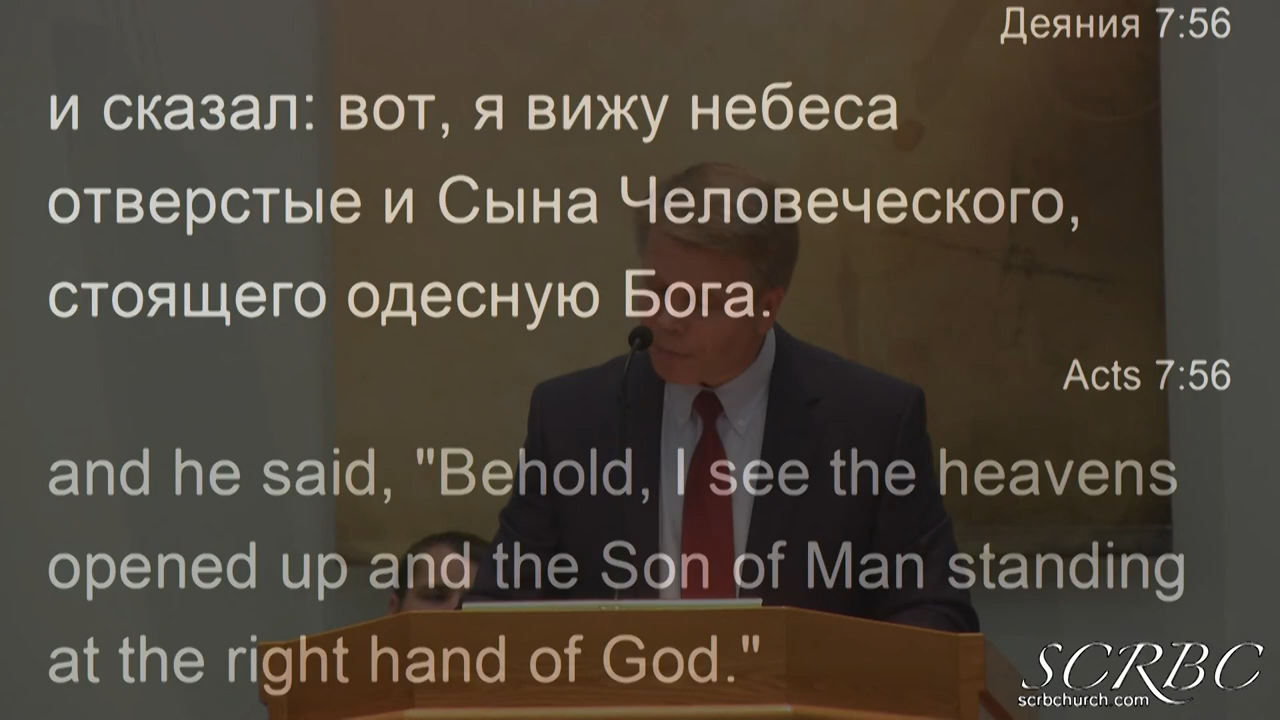 Деяния 7:56
и сказал: вот, я вижу небеса
отверстые и Сына Человеческого,
стоящего одесную Бога.
Acts 7:56
and he said, "Behold, I see the heavens
opened up and the Son of Man standing
at the right hand of God."
SCRBC
scrbchurch.com